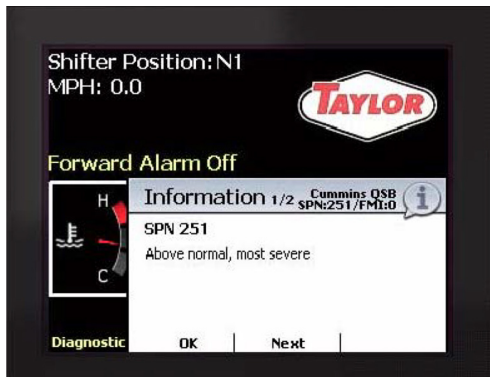 Shifter Position: N1
MPH: 0.0
TAYLOR
Forward Alarm Off
H
C
Information 1/2 Cummins QSB
SPN:251/FMI:0
i
SPN 251
Above normal, most severe
Diagnostic OK Next